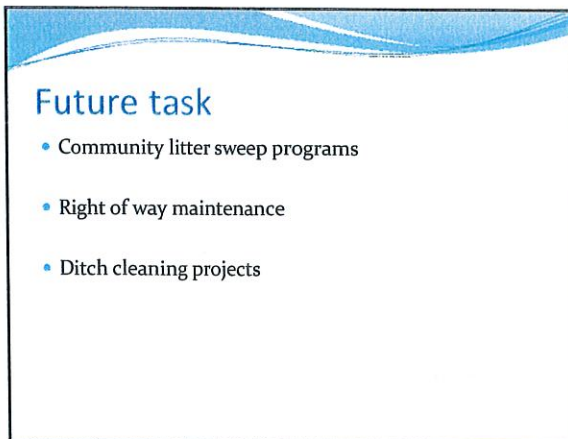 Future task
• Community litter sweep programs
• Right of way maintenance
• Ditch cleaning projects